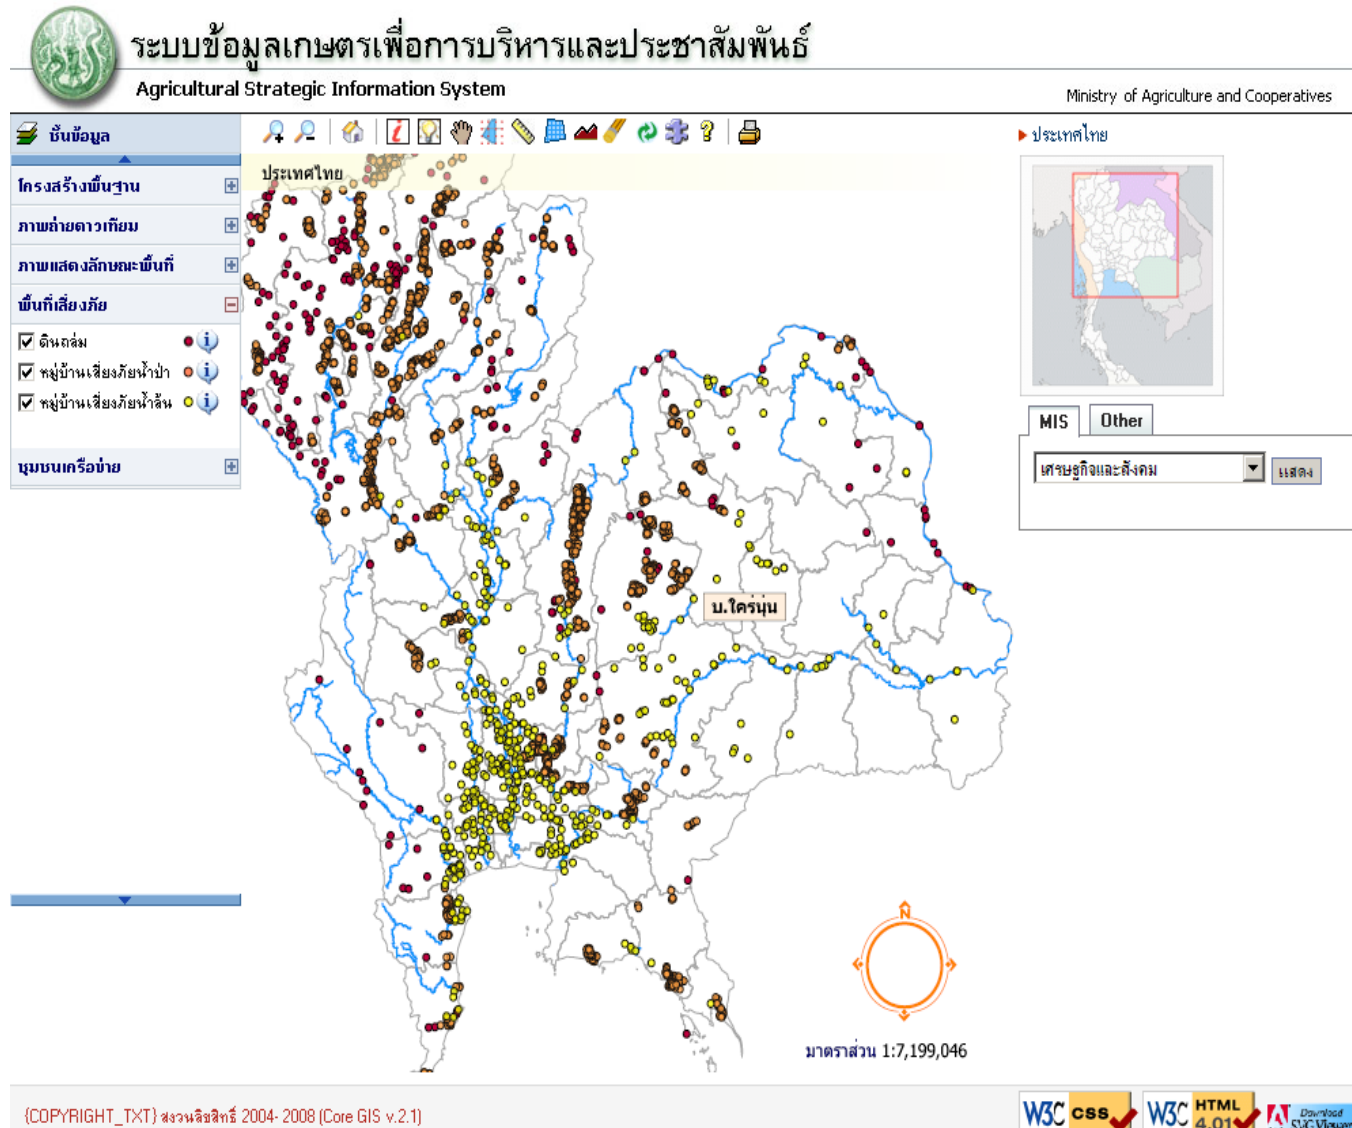 ระบบข้อมูลเกษตรเพื่อการบริหารและประชาสัมพันธ์
Agricultural Strategic Information System
Ministry of Agriculture and Cooperatives
ชั้นข้อมูล
ประเทศไทย
ประเทศไทย
โครงสร้างพื้นฐาน
ภาพถ่ายดาวเทียม
ภาพแสดงลักษณะพื้นที่
พื้นที่เสี่ยงภัย
ดินถล่ม
หมู่บ้านเสี่ยงภัยน้ำป่า
หมู่บ้านเสี่ยงภัยน้ำล้น
ชุมชนเครือข่าย
MIS Other
เศรษฐกิจและสังคม แสดง
บ.ใคร่นุ่น
N
มาตราส่วน 1:7,199,046
{COPYRIGHT_TXT} สงวนลิขสิทธิ์ 2004- 2008 (Core GIS v.2.1)
W3C css
W3C HTML 4.01
Download
SVG Viewer